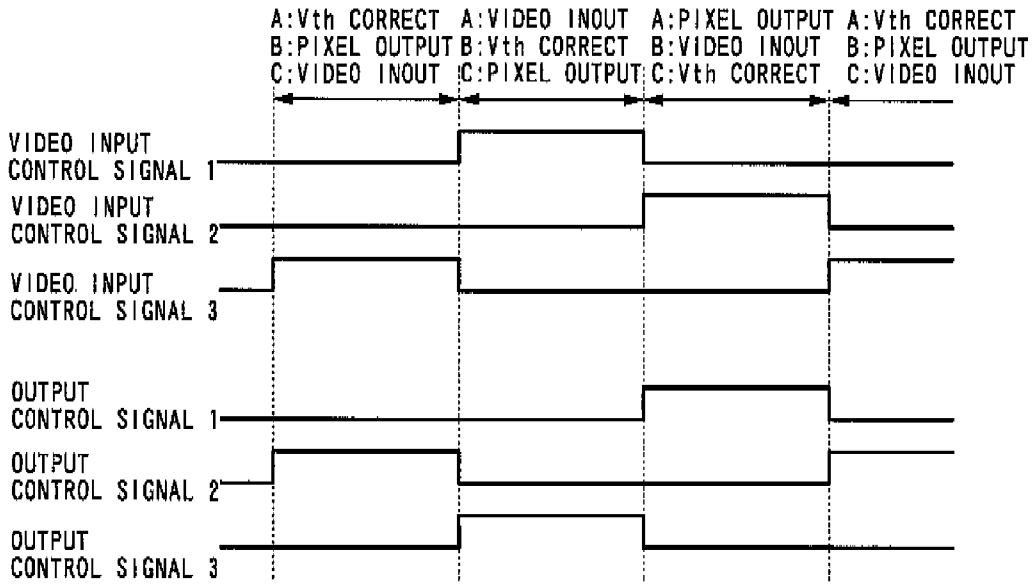 A:Vth CORRECT A:VIDEO INOUT A:PIXEL OUTPUT A:Vth CORRECT
B:PIXEL OUTPUT B:Vth CORRECT B:VIDEO INOUT B:PIXEL OUTPUT
C:VIDEO INOUT C:PIXEL OUTPUT C:Vth CORRECT C:VIDEO INOUT
VIDEO INPUT
CONTROL SIGNAL 1
VIDEO INPUT
CONTROL SIGNAL 2
VIDEO INPUT
CONTROL SIGNAL 3
OUTPUT
CONTROL SIGNAL 1
OUTPUT
CONTROL SIGNAL 2
OUTPUT
CONTROL SIGNAL 3